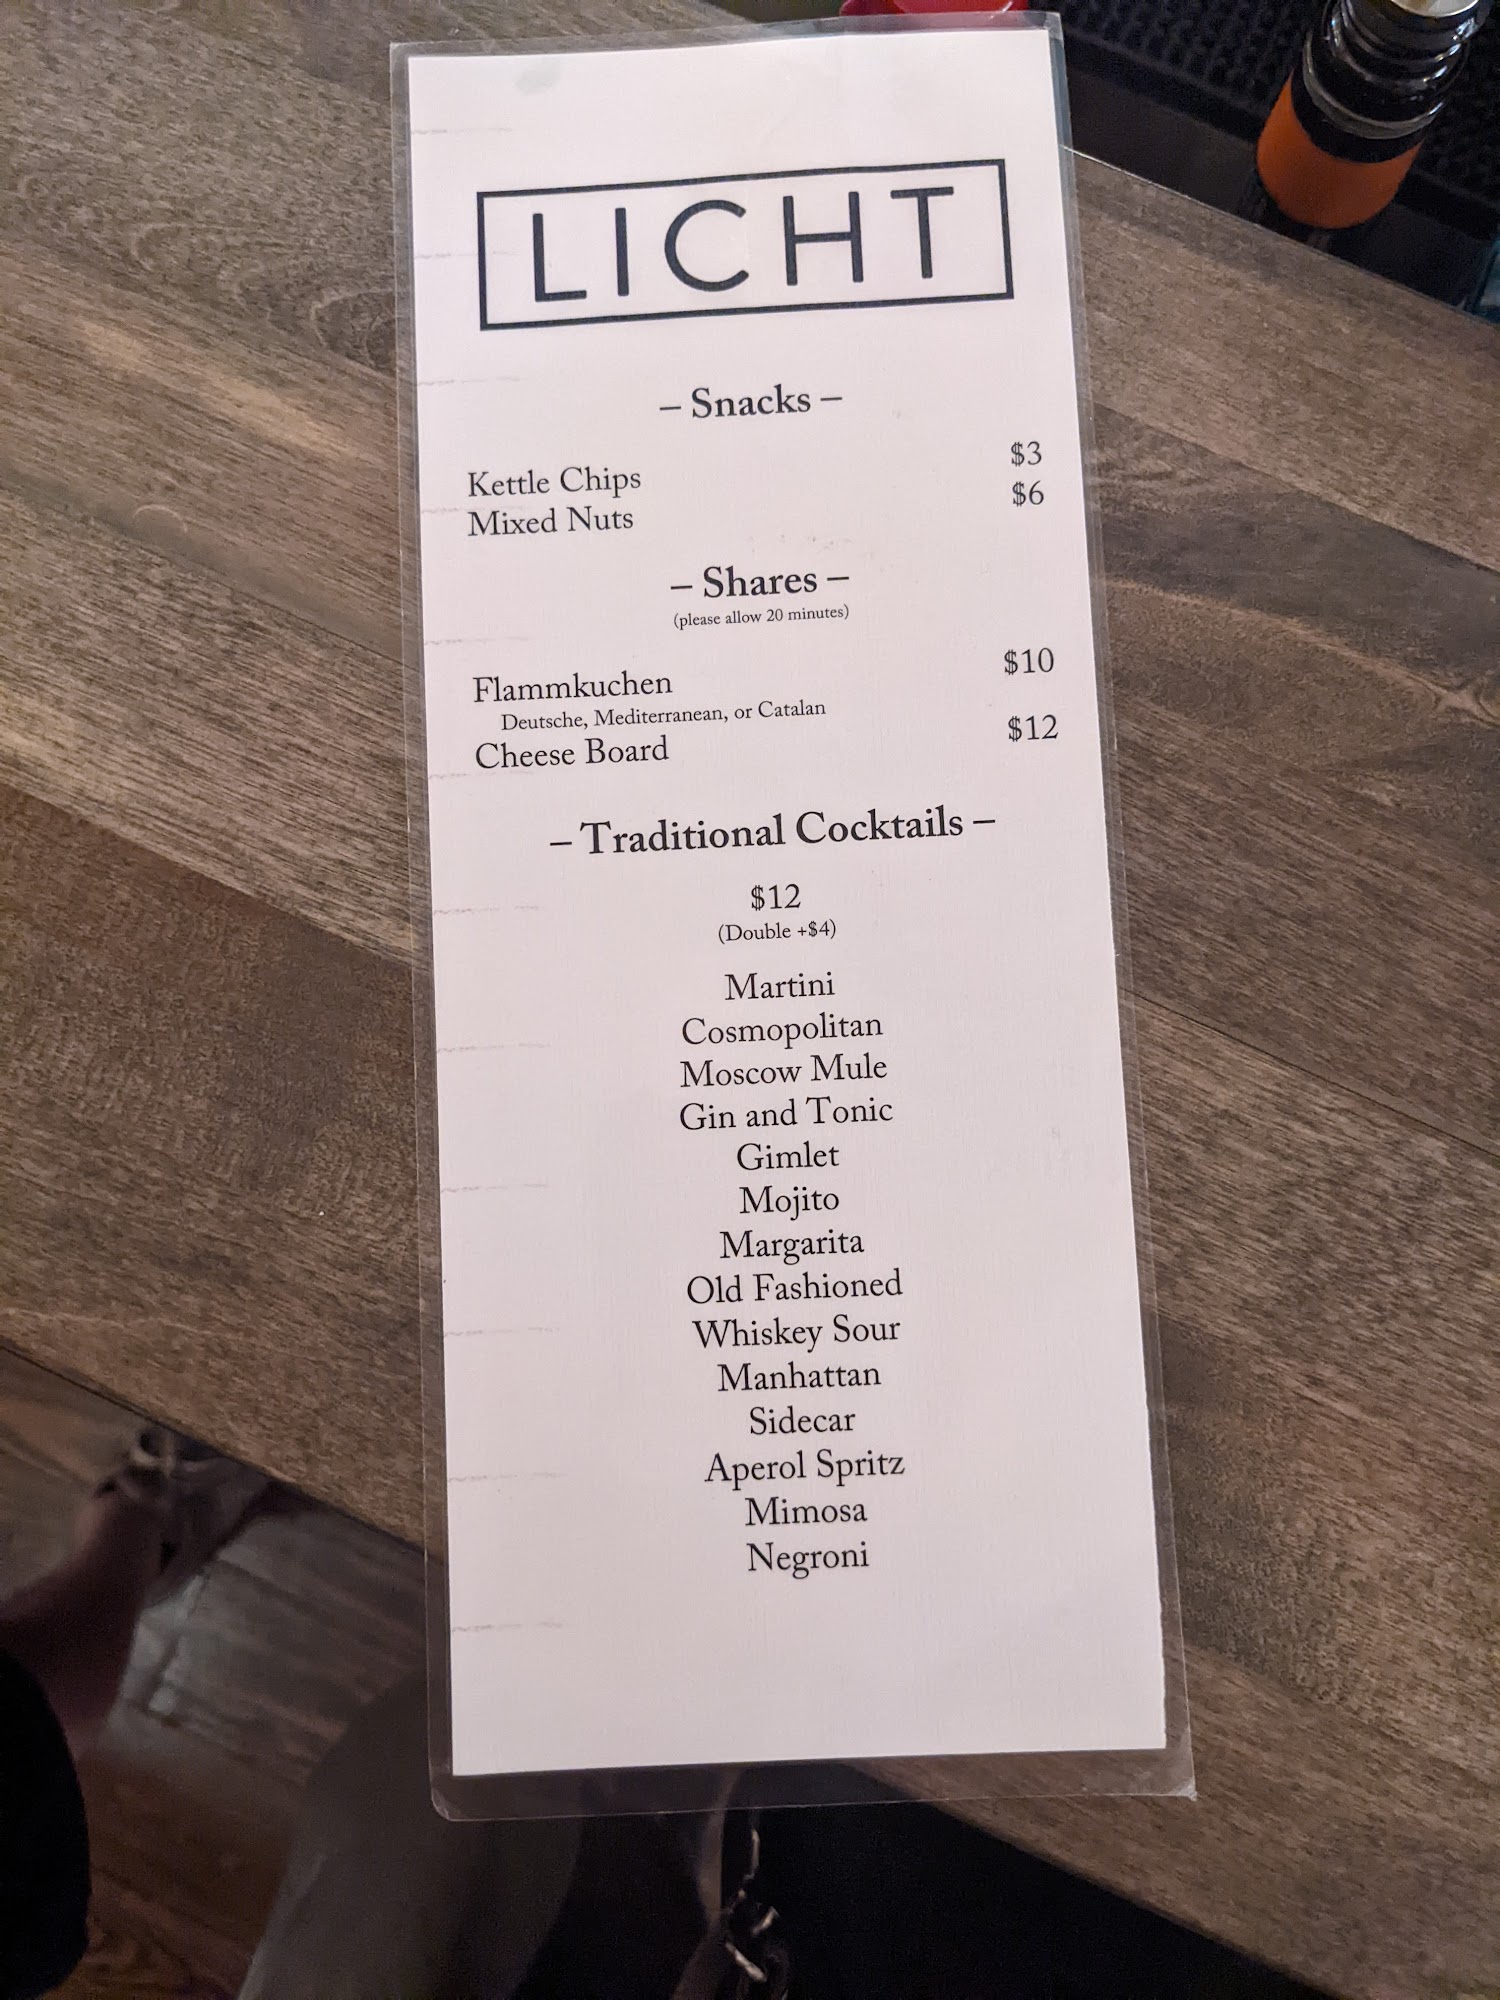 LICHT
– Snacks –
Kettle Chips $3
Mixed Nuts $6
– Shares –
(please allow 20 minutes)
Flammkuchen $10
Deutsche, Mediterranean, or Catalan
Cheese Board $12
– Traditional Cocktails –
$12
(Double +$4)
Martini
Cosmopolitan
Moscow Mule
Gin and Tonic
Gimlet
Mojito
Margarita
Old Fashioned
Whiskey Sour
Manhattan
Sidecar
Aperol Spritz
Mimosa
Negroni